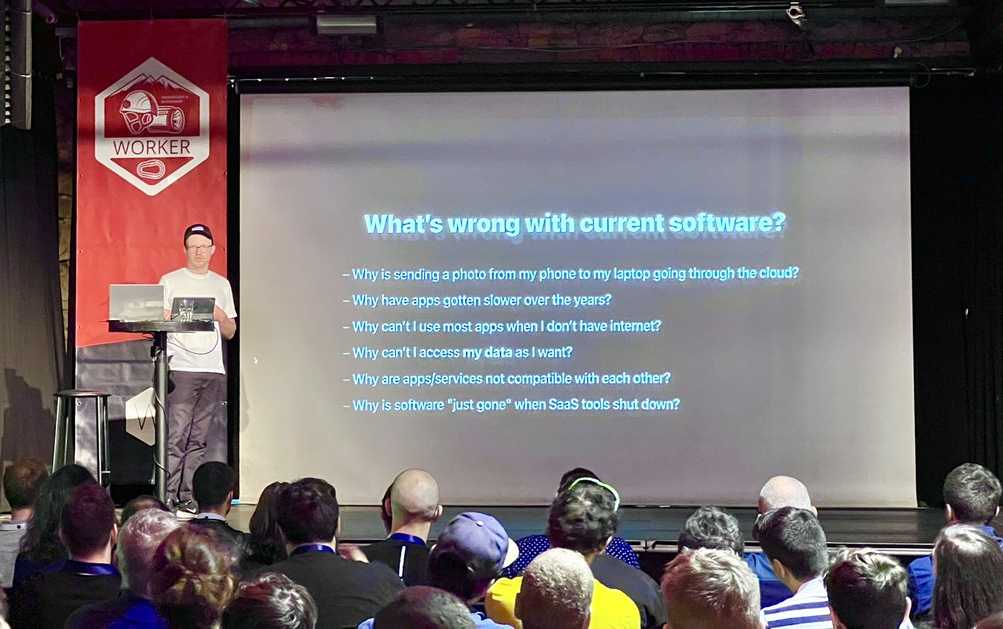 WORKER
What's wrong with current software?
– Why is sending a photo from my phone to my laptop going through the cloud?
– Why have apps gotten slower over the years?
– Why can't I use most apps when I don't have internet?
– Why can't I access my data as I want?
– Why are apps/services not compatible with each other?
– Why is software "just gone" when SaaS tools shut down?
W